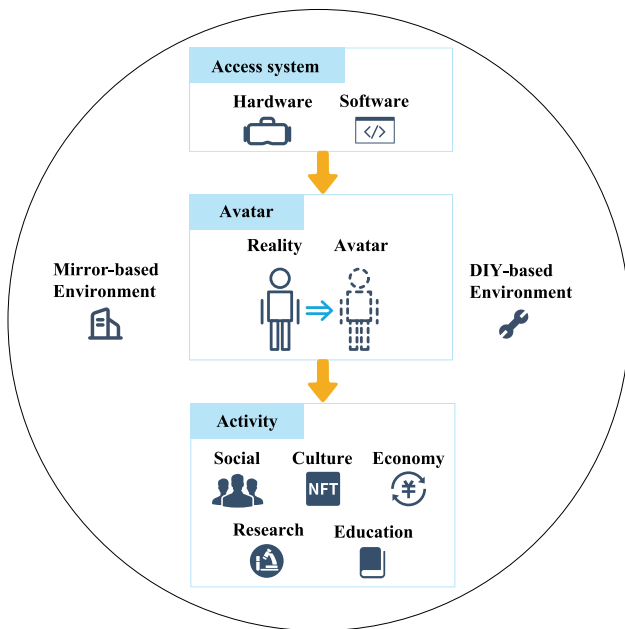 Access system
Hardware Software
</>
Avatar
Reality Avatar
Mirror-based
Environment
DIY-based
Environment
Activity
Social Culture Economy
NFT ¥
Research Education